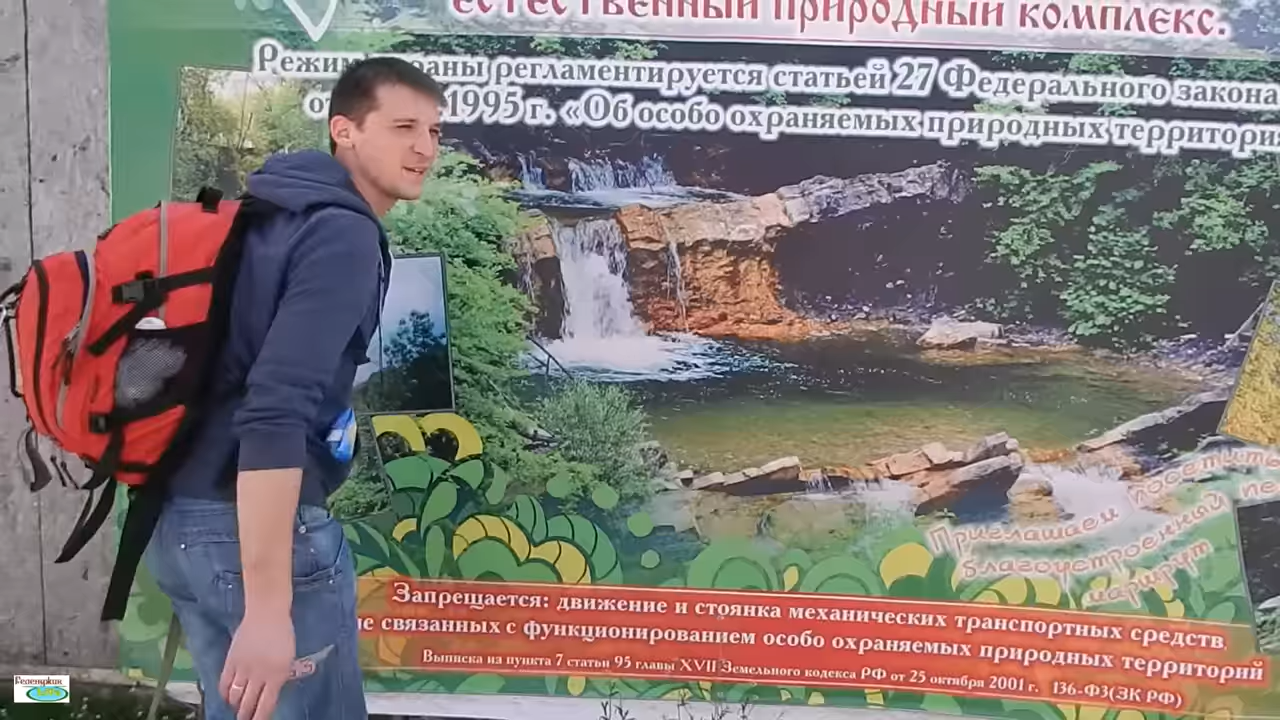 естественный природный комплекс.
Режим охраны регламентируется статьей 27 Федерального закона
1995 г. «Об особо охраняемых природных территори
Приглашаем посетить
благоустроенный пе
маршрут
Запрещается: движение и стоянка механических транспортных средств,
не связанных с функционированием особо охраняемых природных территорий
Выписка из пункта 7 статьи 95 главы XVII Земельного кодекса РФ от 25 октября 2001 г. 136-ФЗ(ЗК РФ)
Геленджик